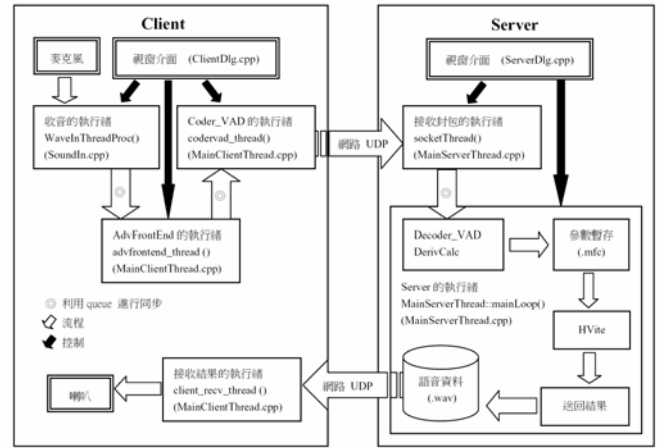 Client
麥克風
視窗介面 (ClientDlg.cpp)
收音的執行緒
WaveInThreadProc()
(SoundIn.cpp)
Coder_VAD 的執行緒
codervad_thread()
(MainClientThread.cpp)
◎
◎
AdvFrontEnd 的執行緒
advfrontend_thread ()
(MainClientThread.cpp)
◎ 利用 queue 進行同步
流程
控制
喇叭
接收結果的執行緒
client_recv_thread ()
(MainClientThread.cpp)
網路 UDP
網路 UDP
Server
視窗介面 (ServerDlg.cpp)
接收封包的執行緒
socketThread()
(MainServerThread.cpp)
◎
Decoder_VAD
DerivCalc
參數暫存
(.mfc)
Server 的執行緒
MainServerThread::mainLoop()
(MainServerThread.cpp)
HVite
語音資料
(.wav)
送回結果